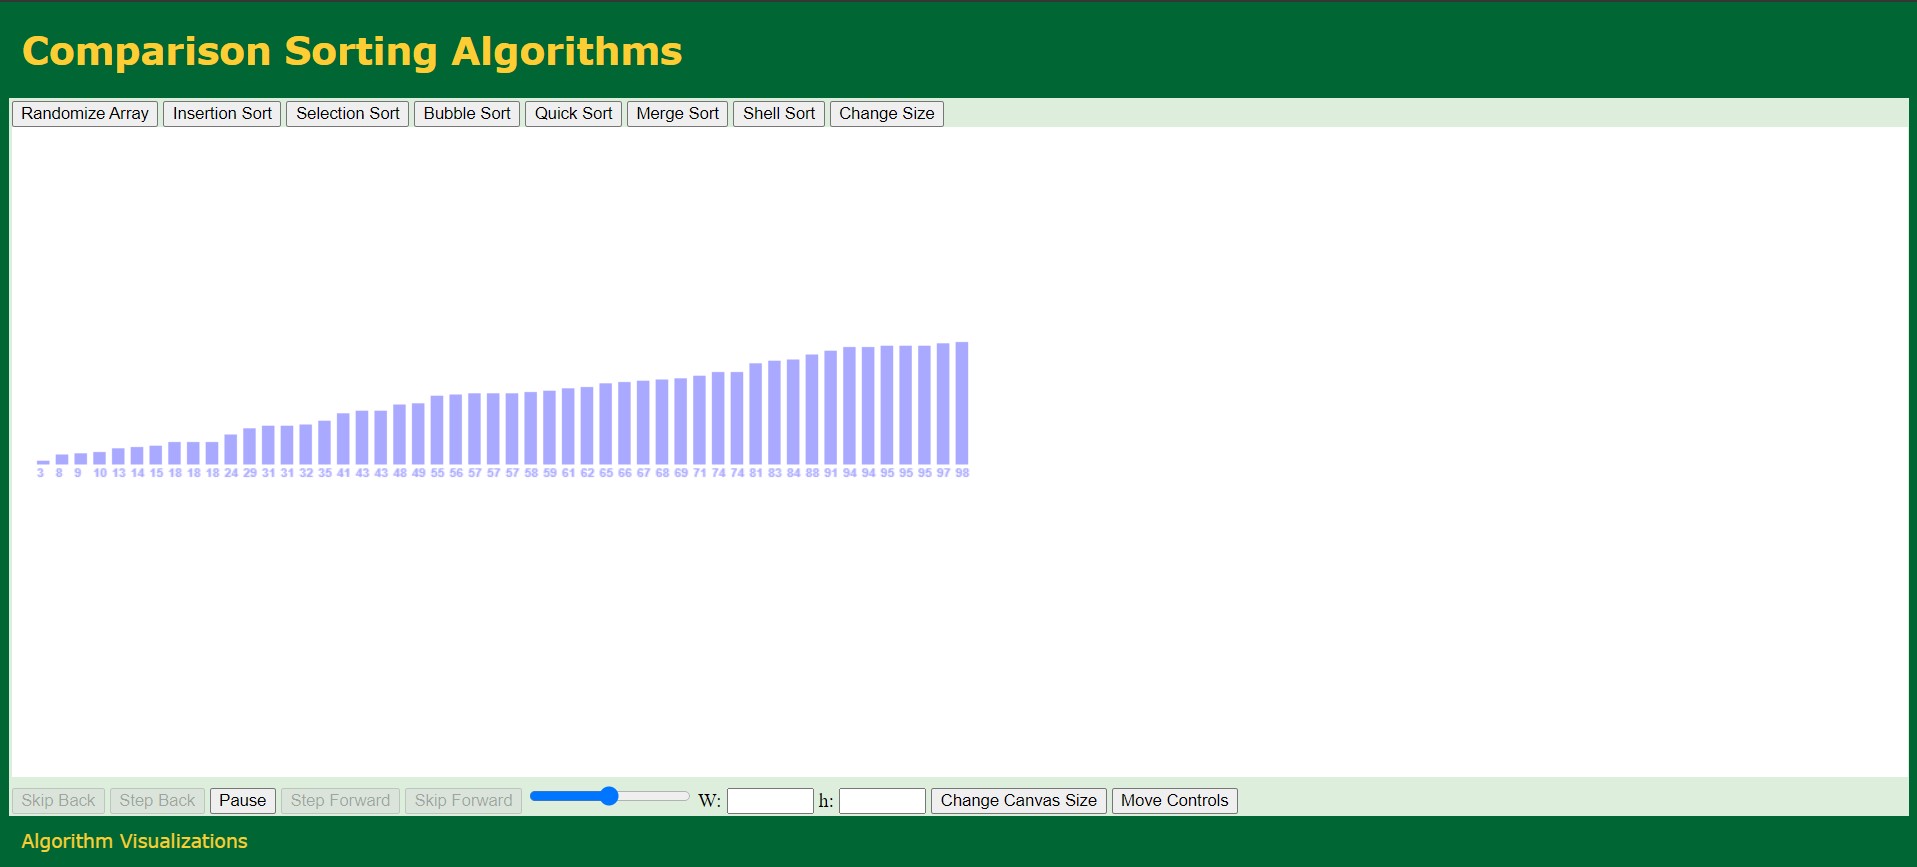 Comparison Sorting Algorithms
Randomize Array Insertion Sort Selection Sort Bubble Sort Quick Sort Merge Sort Shell Sort Change Size
3 8 9 10 13 14 15 18 18 18 24 29 31 31 32 35 41 43 43 48 49 55 56 57 57 57 58 59 61 62 65 66 67 68 69 71 74 74 81 83 84 88 91 94 94 95 95 95 97 98
Skip Back Step Back Pause Step Forward Skip Forward W: h: Change Canvas Size Move Controls
Algorithm Visualizations